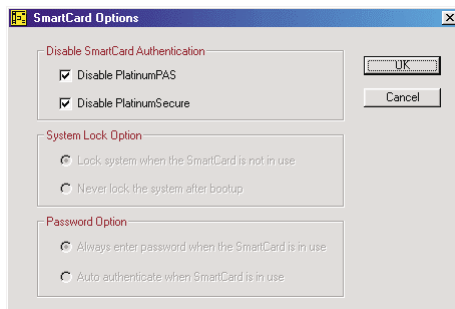 SmartCard Options
Disable SmartCard Authentication
Disable PlatinumPAS
Disable PlatinumSecure
OK
Cancel
System Lock Option
Lock system when the SmartCard is not in use
Never lock the system after bootup
Password Option
Always enter password when the SmartCard is in use
Auto authenticate when SmartCard is in use